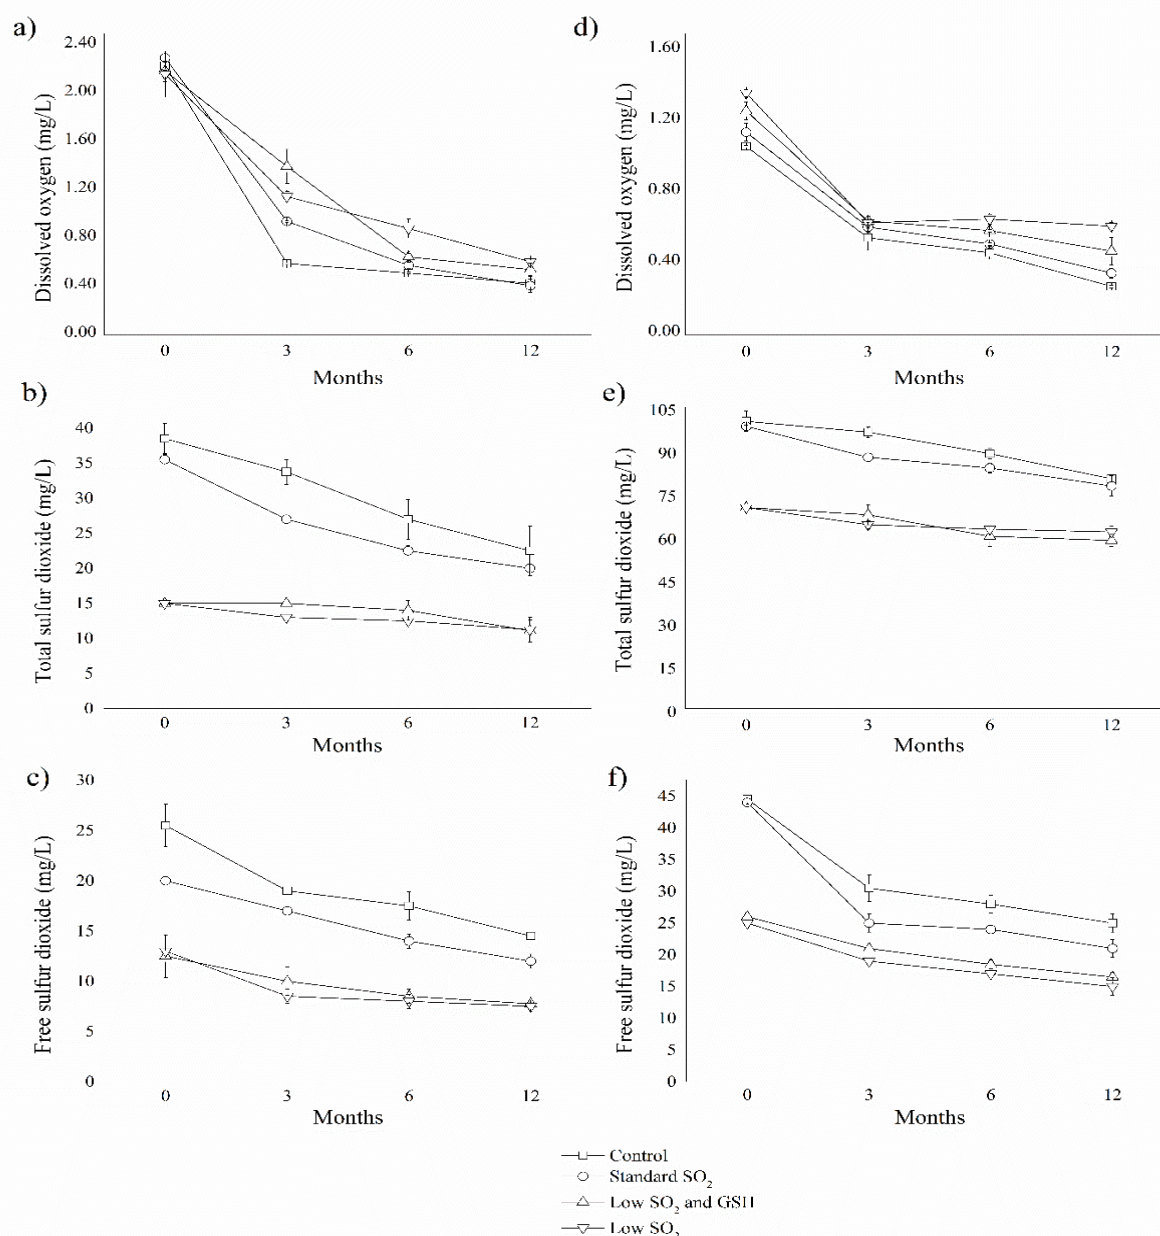 a)
Dissolved oxygen (mg/L)
2.40
2.00
1.60
1.20
0.80
0.40
0.00
0 3 6 12
Months
d)
Dissolved oxygen (mg/L)
1.60
1.20
0.80
0.40
0.00
0 3 6 12
Months
b)
Total sulfur dioxide (mg/L)
40
35
30
25
20
15
10
5
0
0 3 6 12
Months
e)
Total sulfur dioxide (mg/L)
105
90
75
60
45
30
15
0
0 3 6 12
Months
c)
Free sulfur dioxide (mg/L)
30
25
20
15
10
5
0
0 3 6 12
Months
f)
Free sulfur dioxide (mg/L)
45
40
35
30
25
20
15
10
5
0
0 3 6 12
Months
Control
Standard SO₂
Low SO₂ and GSH
Low SO₂